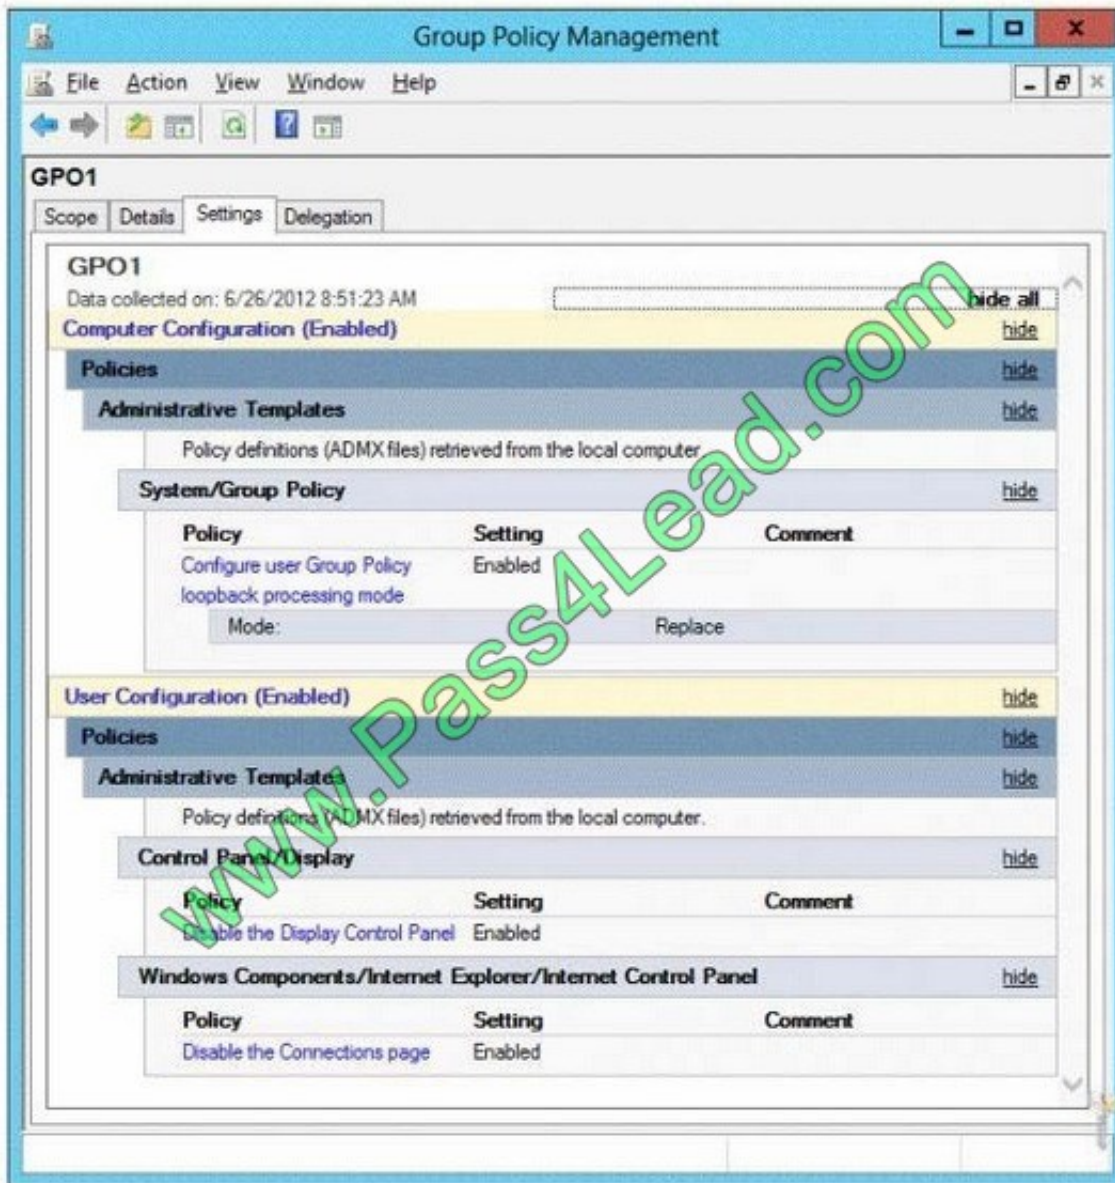 Group Policy Management
File Action View Window Help
GPO1
Scope Details Settings Delegation
GPO1
Data collected on: 6/26/2012 8:51:23 AM hide all
Computer Configuration (Enabled) hide
Policies hide
Administrative Templates hide
Policy definitions (ADMX files) retrieved from the local computer.
System/Group Policy hide
Policy Setting Comment
Configure user Group Policy Enabled
loopback processing mode
Mode: Replace
User Configuration (Enabled) hide
Policies hide
Administrative Templates hide
Policy definitions (ADMX files) retrieved from the local computer.
Control Panel/Display hide
Policy Setting Comment
Disable the Display Control Panel Enabled
Windows Components/Internet Explorer/Internet Control Panel hide
Policy Setting Comment
Disable the Connections page Enabled
www.Pass4Lead.com